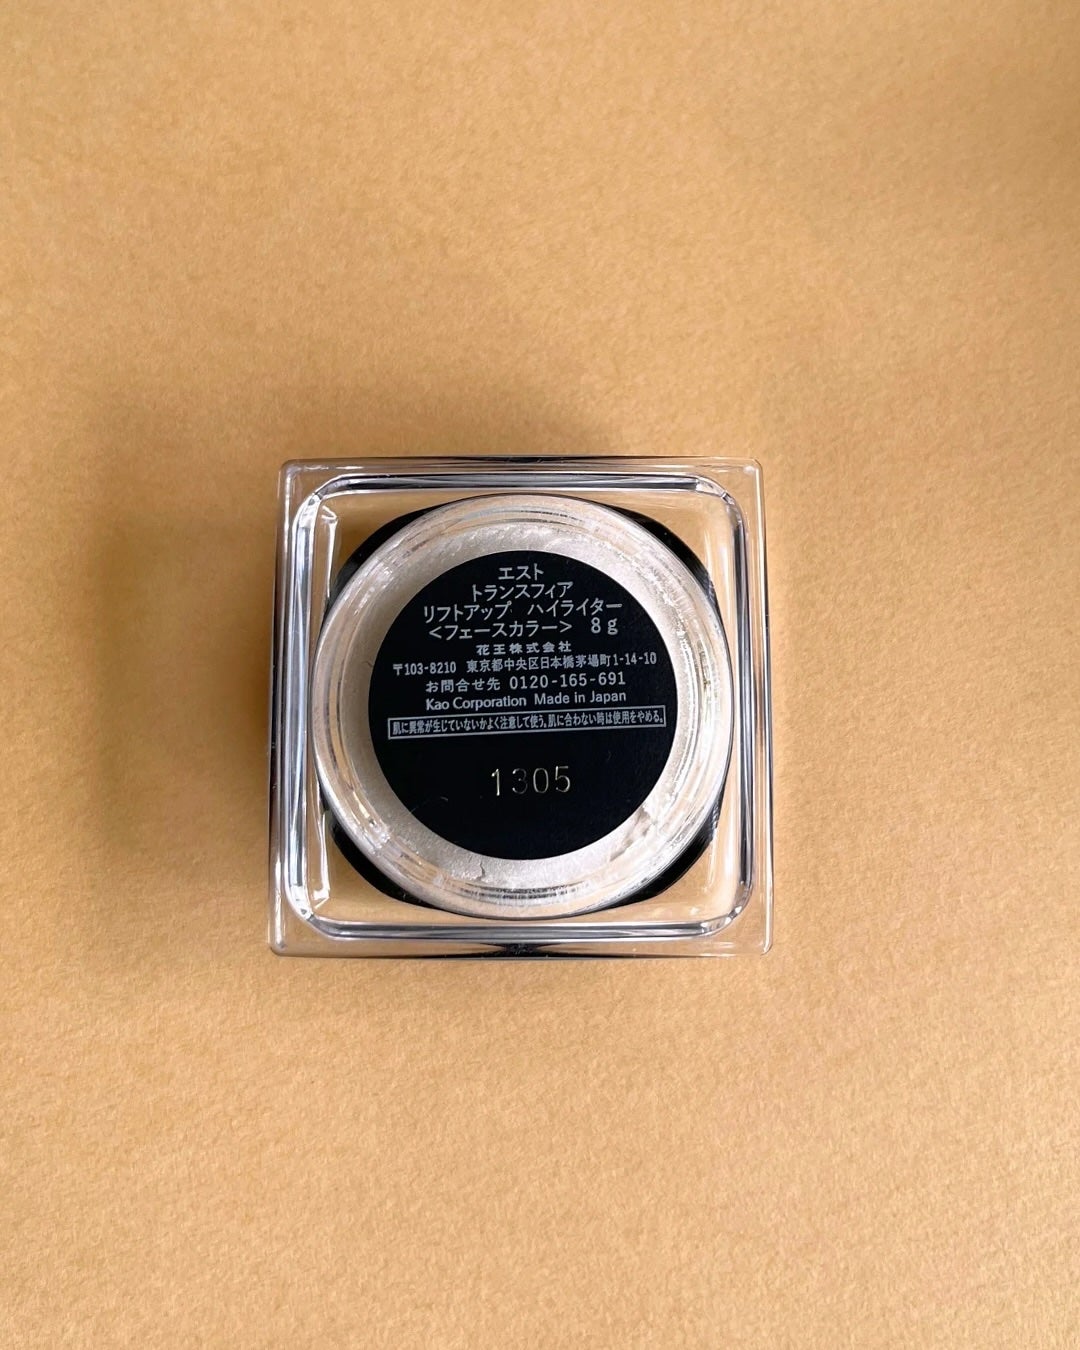 エスト
トランスフィア
リフトアップ ハイライター
<フェースカラー> 8g
花王株式会社
〒103-8210 東京都中央区日本橋茅場町1-14-10
お問合せ先 0120-165-691
Kao Corporation Made in Japan
肌に異常が生じていないかよく注意して使う。肌に合わない時は使用をやめる。
1305